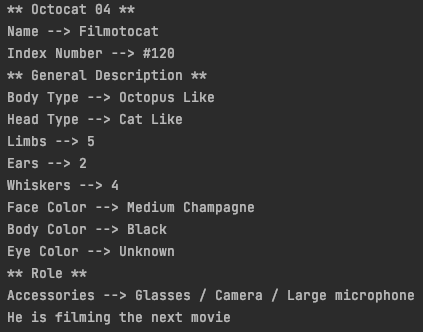 ** Octocat 04 **
Name --> Filmotocat
Index Number --> #120
** General Description **
Body Type --> Octopus Like
Head Type --> Cat Like
Limbs --> 5
Ears --> 2
Whiskers --> 4
Face Color --> Medium Champagne
Body Color --> Black
Eye Color --> Unknown
** Role **
Accessories --> Glasses / Camera / Large microphone
He is filming the next movie